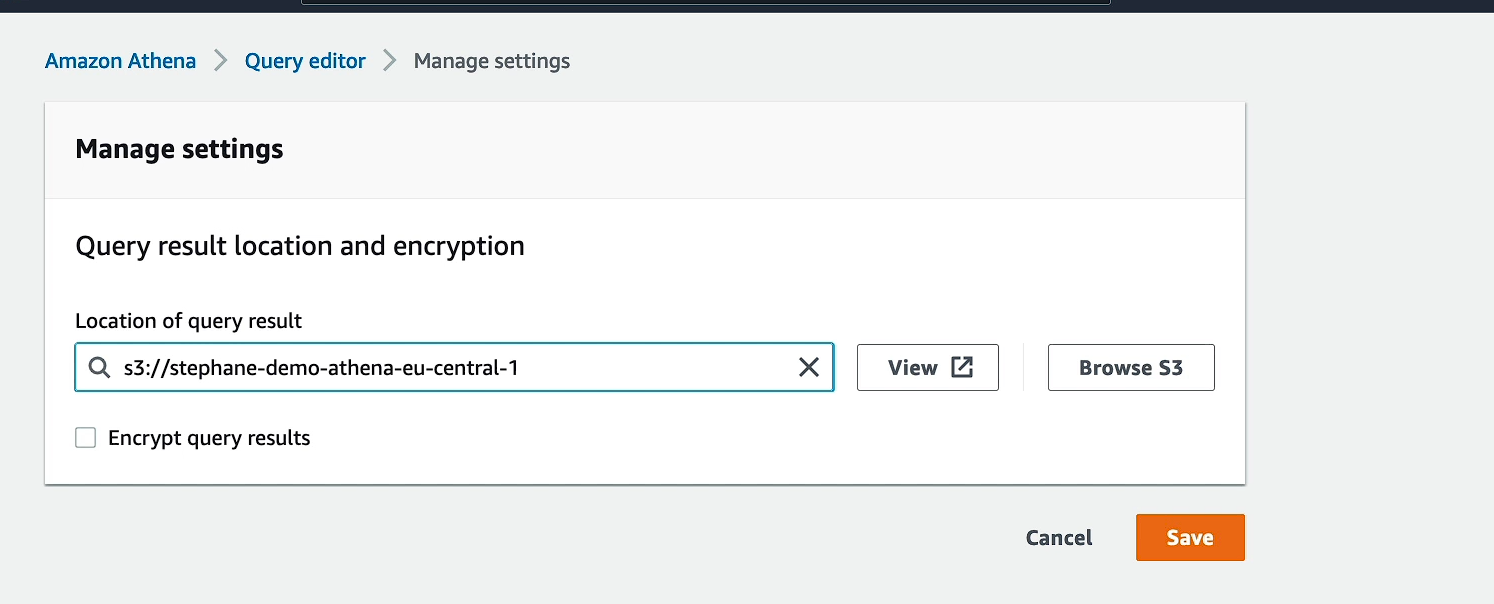 Amazon Athena > Query editor > Manage settings
Manage settings
Query result location and encryption
Location of query result
s3://stephane-demo-athena-eu-central-1
View
Browse S3
Encrypt query results
Cancel
Save